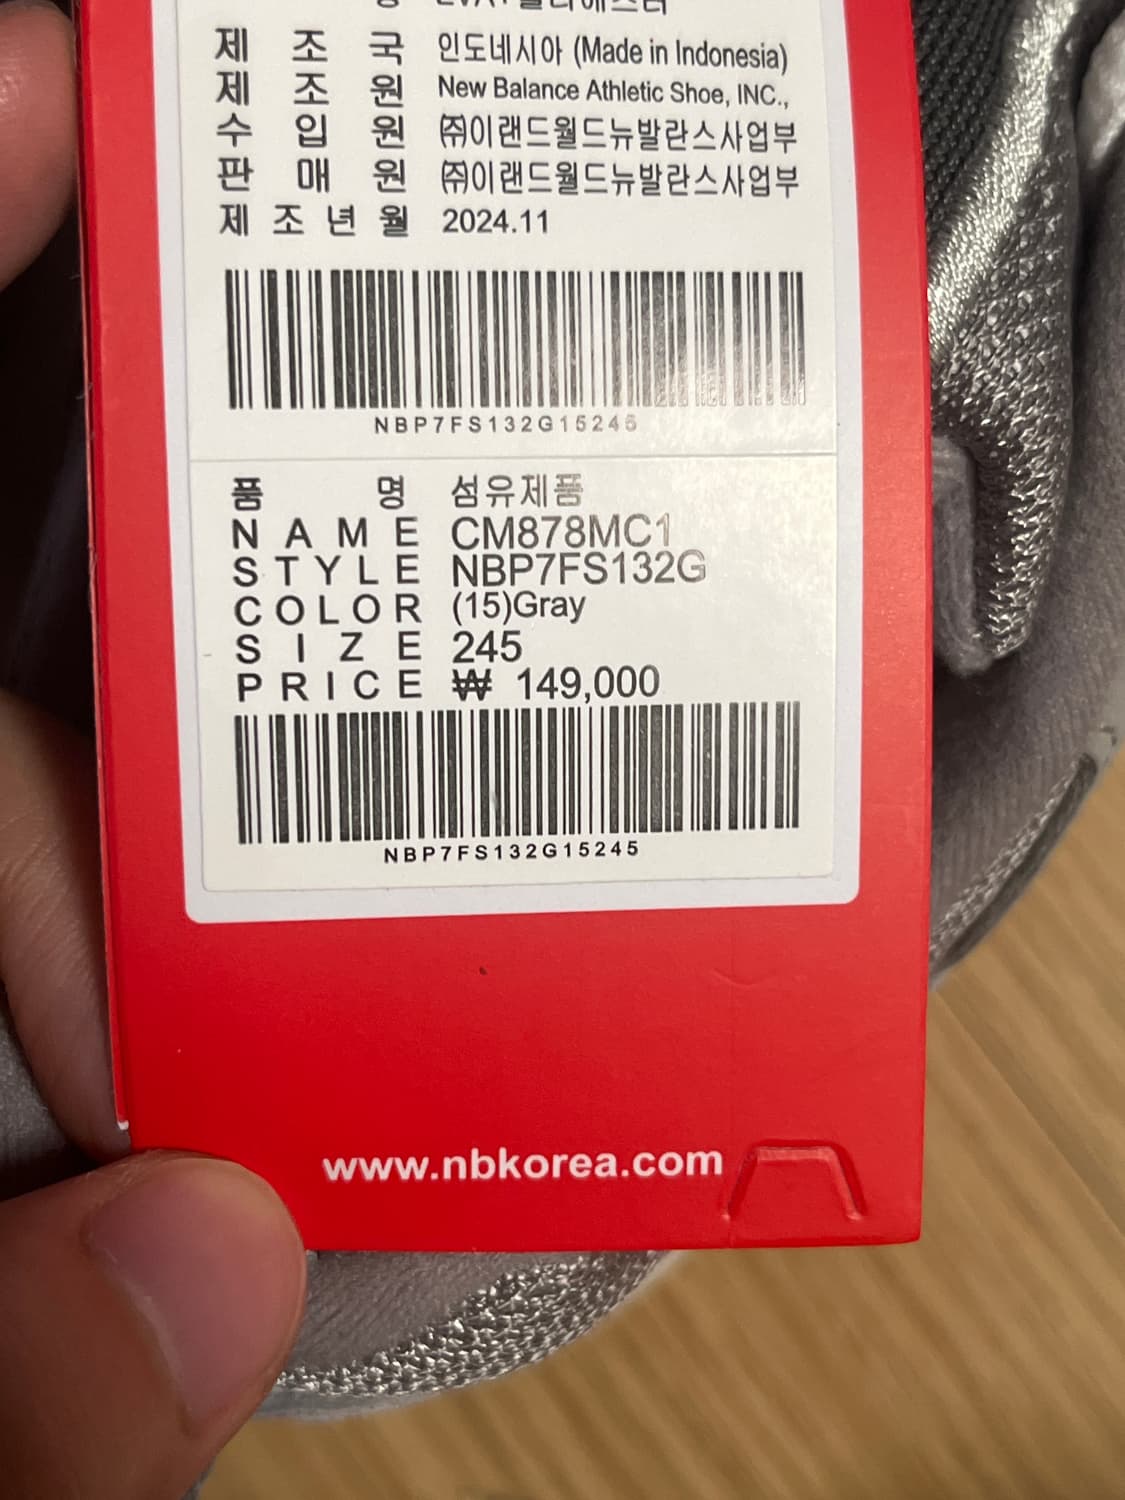 제 조 국 인도네시아 (Made in Indonesia)
제 조 원 New Balance Athletic Shoe, INC.,
수 입 원 ㈜이랜드월드뉴발란스사업부
판 매 원 ㈜이랜드월드뉴발란스사업부
제 조 년 월 2024.11
NBP7FS132G15245
품 명 섬유제품
NAME CM878MC1
STYLE NBP7FS132G
COLOR (15)Gray
SIZE 245
PRICE ₩ 149,000
NBP7FS132G15245
www.nbkorea.com